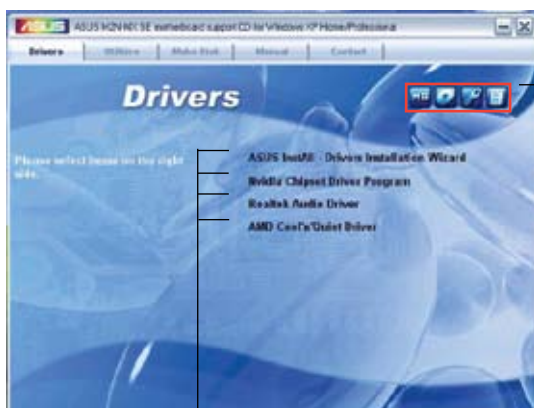 ASUS M2N-MX SE motherboard support CD for Windows XP Home/Professional
Drivers Utilities Make Disk Manual Contact
Drivers
Please select items on the right
side.
ASUS InstAll - Drivers Installation Wizard
Nvidia Chipset Driver Program
Realtek Audio Driver
AMD Cool'n'Quiet Driver